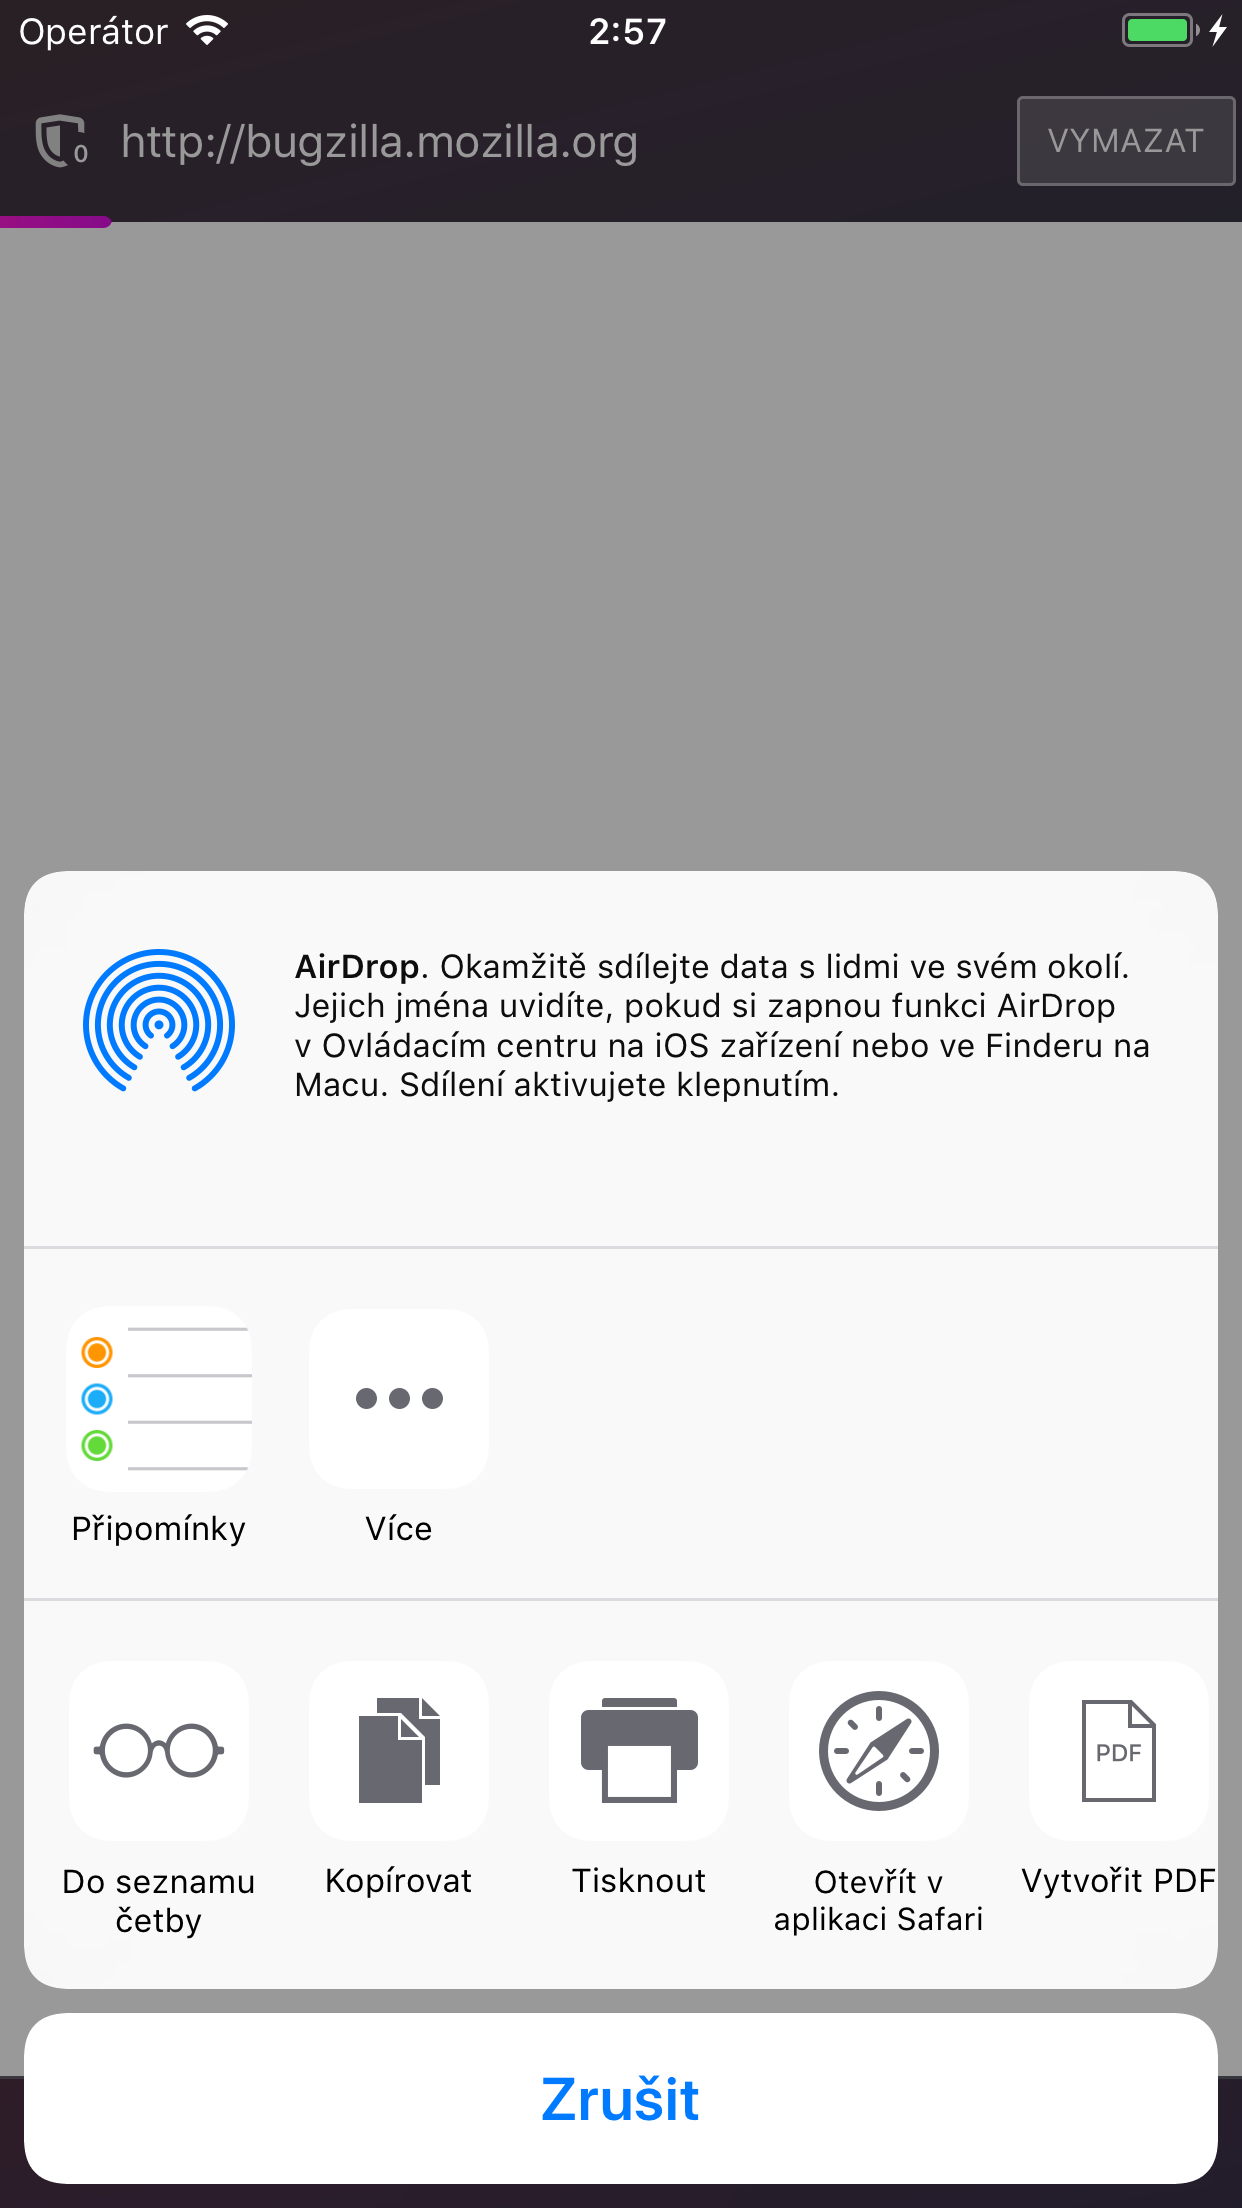 Operátor 2:57
0 http://bugzilla.mozilla.org VYMAZAT
AirDrop. Okamžitě sdílejte data s lidmi ve svém okolí.
Jejich jména uvidíte, pokud si zapnou funkci AirDrop
v Ovládacím centru na iOS zařízení nebo ve Finderu na
Macu. Sdílení aktivujete klepnutím.
Připomínky Více
PDF
Do seznamu četby
Kopírovat
Tisknout
Otevřít v aplikaci Safari
Vytvořit PDF
Zrušit